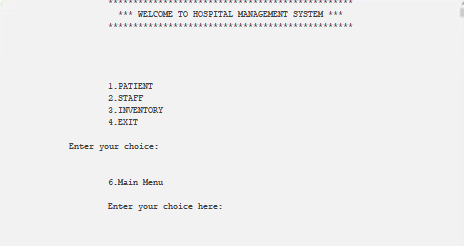 *************************************************
*** WELCOME TO HOSPITAL MANAGEMENT SYSTEM ***
*************************************************
1.PATIENT
2.STAFF
3.INVENTORY
4.EXIT
Enter your choice:
6.Main Menu
Enter your choice here: